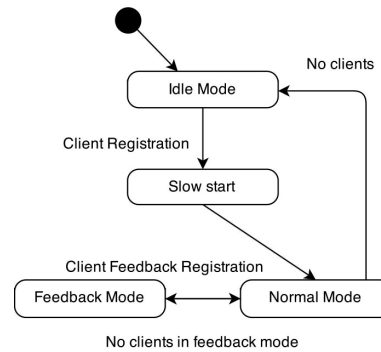 No clients
Idle Mode
Client Registration
Slow start
Client Feedback Registration
Feedback Mode
Normal Mode
No clients in feedback mode